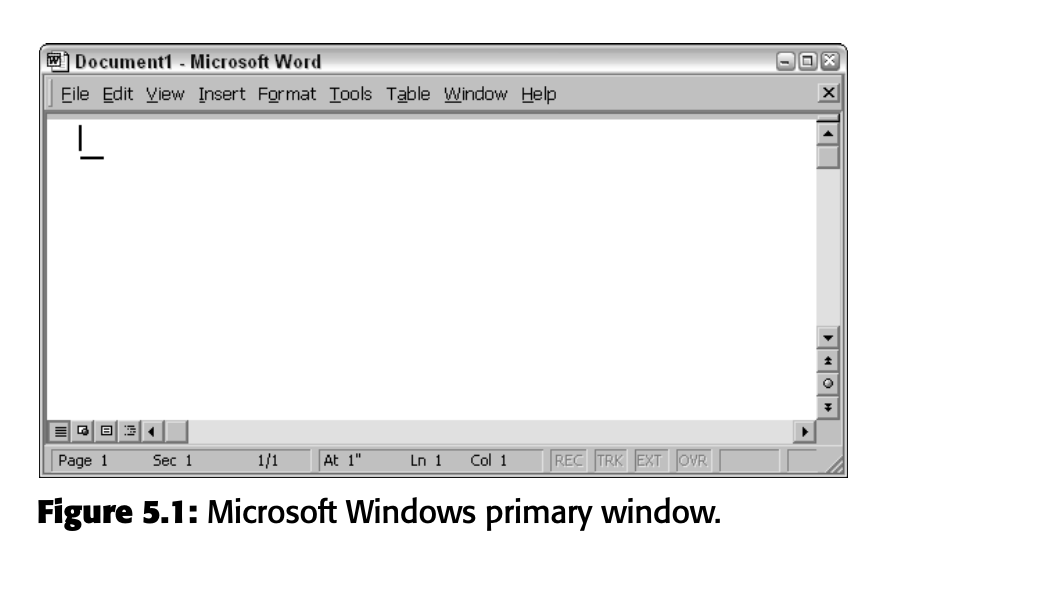 Document1 - Microsoft Word
File Edit View Insert Format Tools Table Window Help
Page 1 Sec 1 1/1 At 1" Ln 1 Col 1 REC TRK EXT OVR
Figure 5.1: Microsoft Windows primary window.